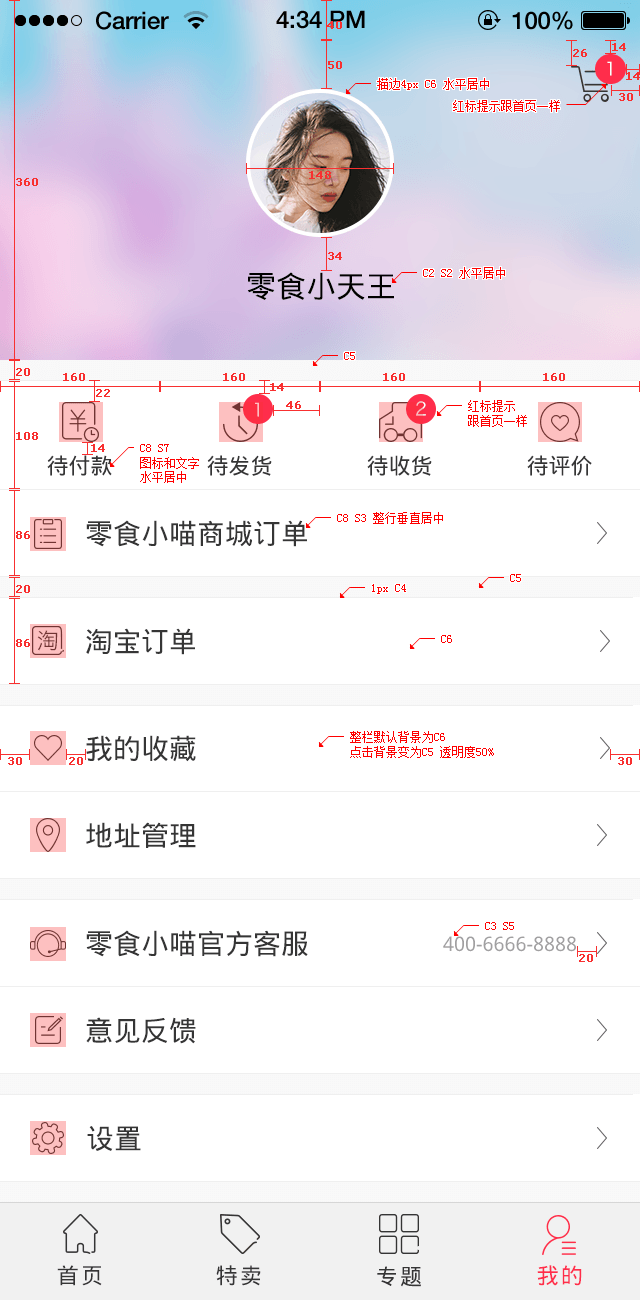 Carrier 4:34 PM 100%
40
50
26
14
1
14
30
描边4px C6 水平居中
红标提示跟首页一样
148
360
34
零食小天王
C2 S2 水平居中
C5
20
160 160 160 160
22
14
46
¥
1
2
红标提示
跟首页一样
108
14
C8 S7
图标和文字
水平居中
待付款 待发货 待收货 待评价
86
零食小喵商城订单
C8 S3 整行垂直居中
20
1px C4
C5
86
淘
淘宝订单
C6
我的收藏
整栏默认背景为C6
点击背景变为C5 透明度50%
30
20
30
地址管理
零食小喵官方客服
C3 S5
400-6666-8888
20
意见反馈
设置
首页 特卖 专题 我的